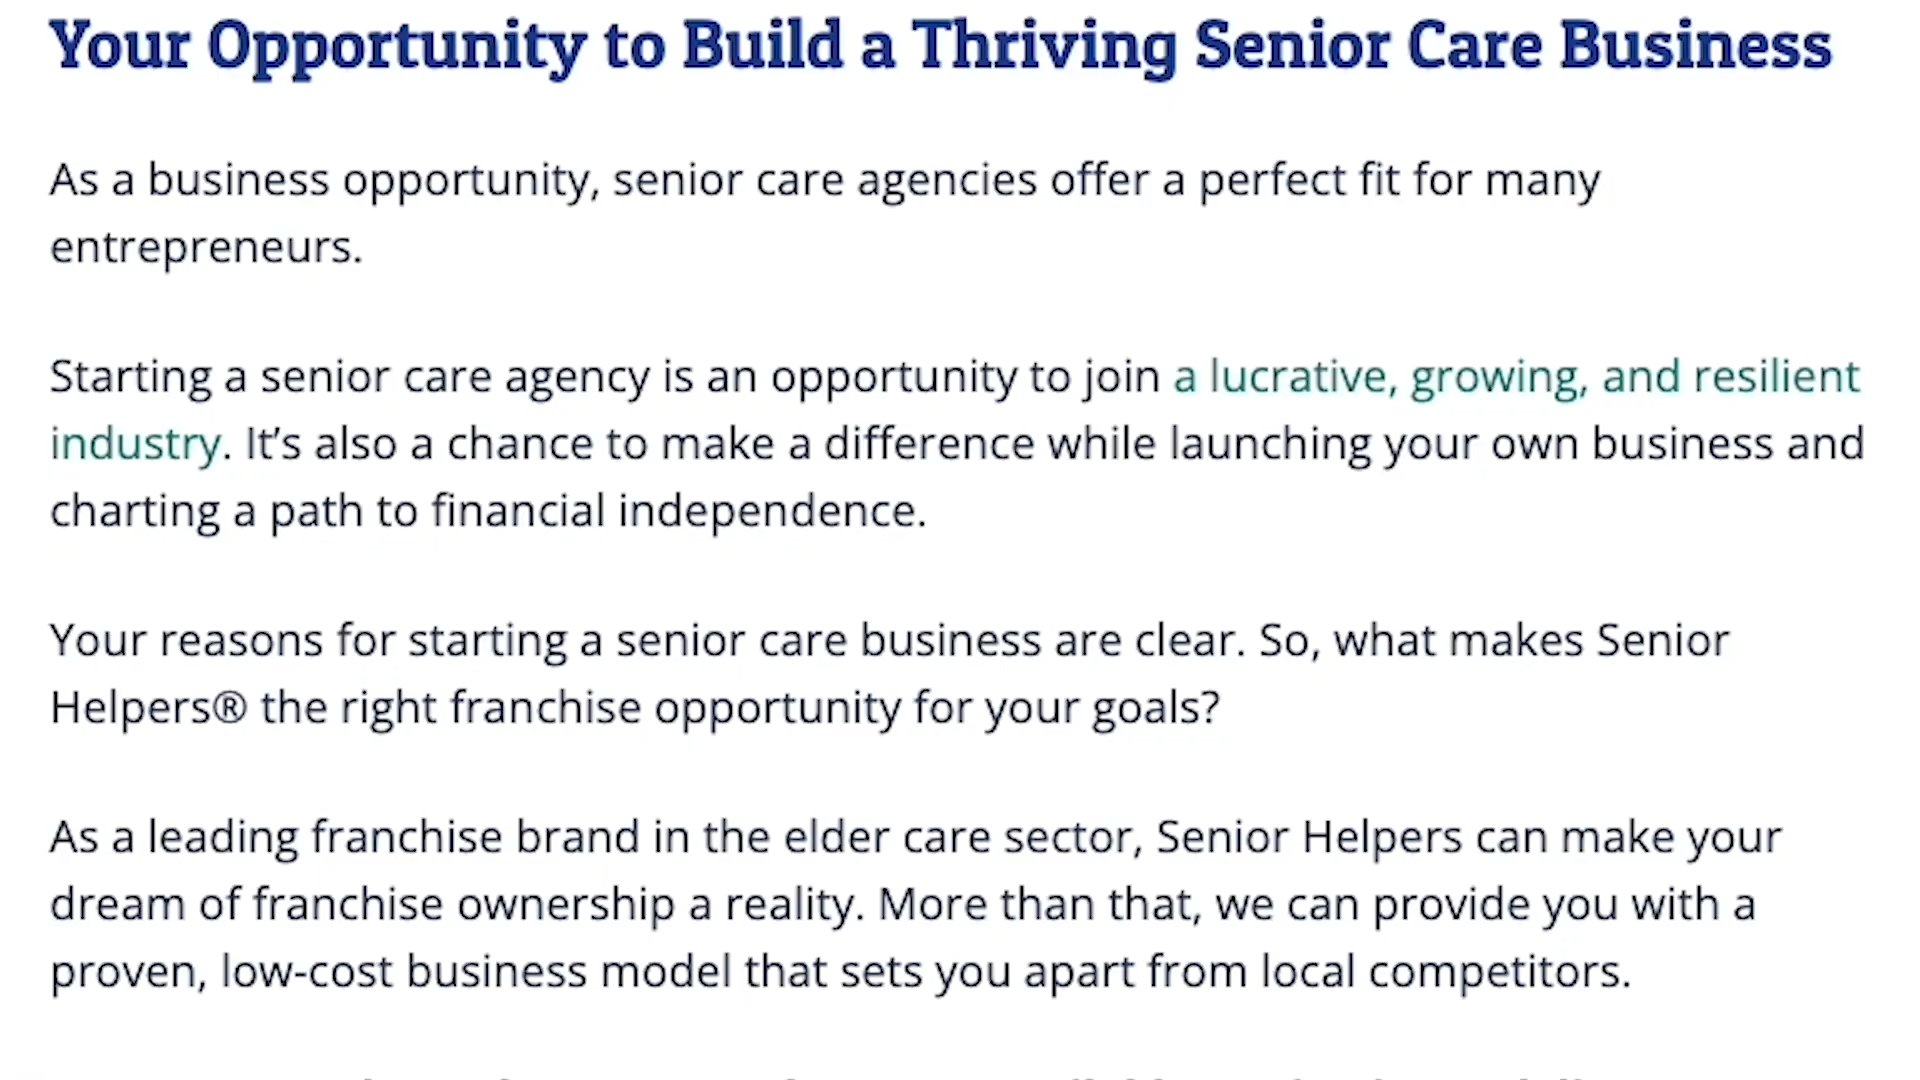 Your Opportunity to Build a Thriving Senior Care Business
As a business opportunity, senior care agencies offer a perfect fit for many
entrepreneurs.
Starting a senior care agency is an opportunity to join a lucrative, growing, and resilient
industry. It’s also a chance to make a difference while launching your own business and
charting a path to financial independence.
Your reasons for starting a senior care business are clear. So, what makes Senior
Helpers® the right franchise opportunity for your goals?
As a leading franchise brand in the elder care sector, Senior Helpers can make your
dream of franchise ownership a reality. More than that, we can provide you with a
proven, low-cost business model that sets you apart from local competitors.